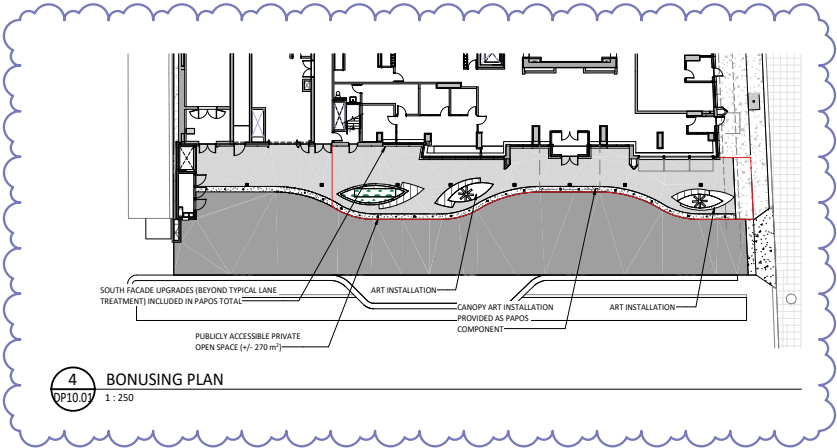 SOUTH FACADE UPGRADES (BEYOND TYPICAL LANE
TREATMENT) INCLUDED IN PAPOS TOTAL
ART INSTALLATION
CANOPY ART INSTALLATION
PROVIDED AS PAPOS
COMPONENT
ART INSTALLATION
PUBLICLY ACCESSIBLE PRIVATE
OPEN SPACE (+/- 270 m²)
4
DP10.01
BONUSING PLAN
1 : 250